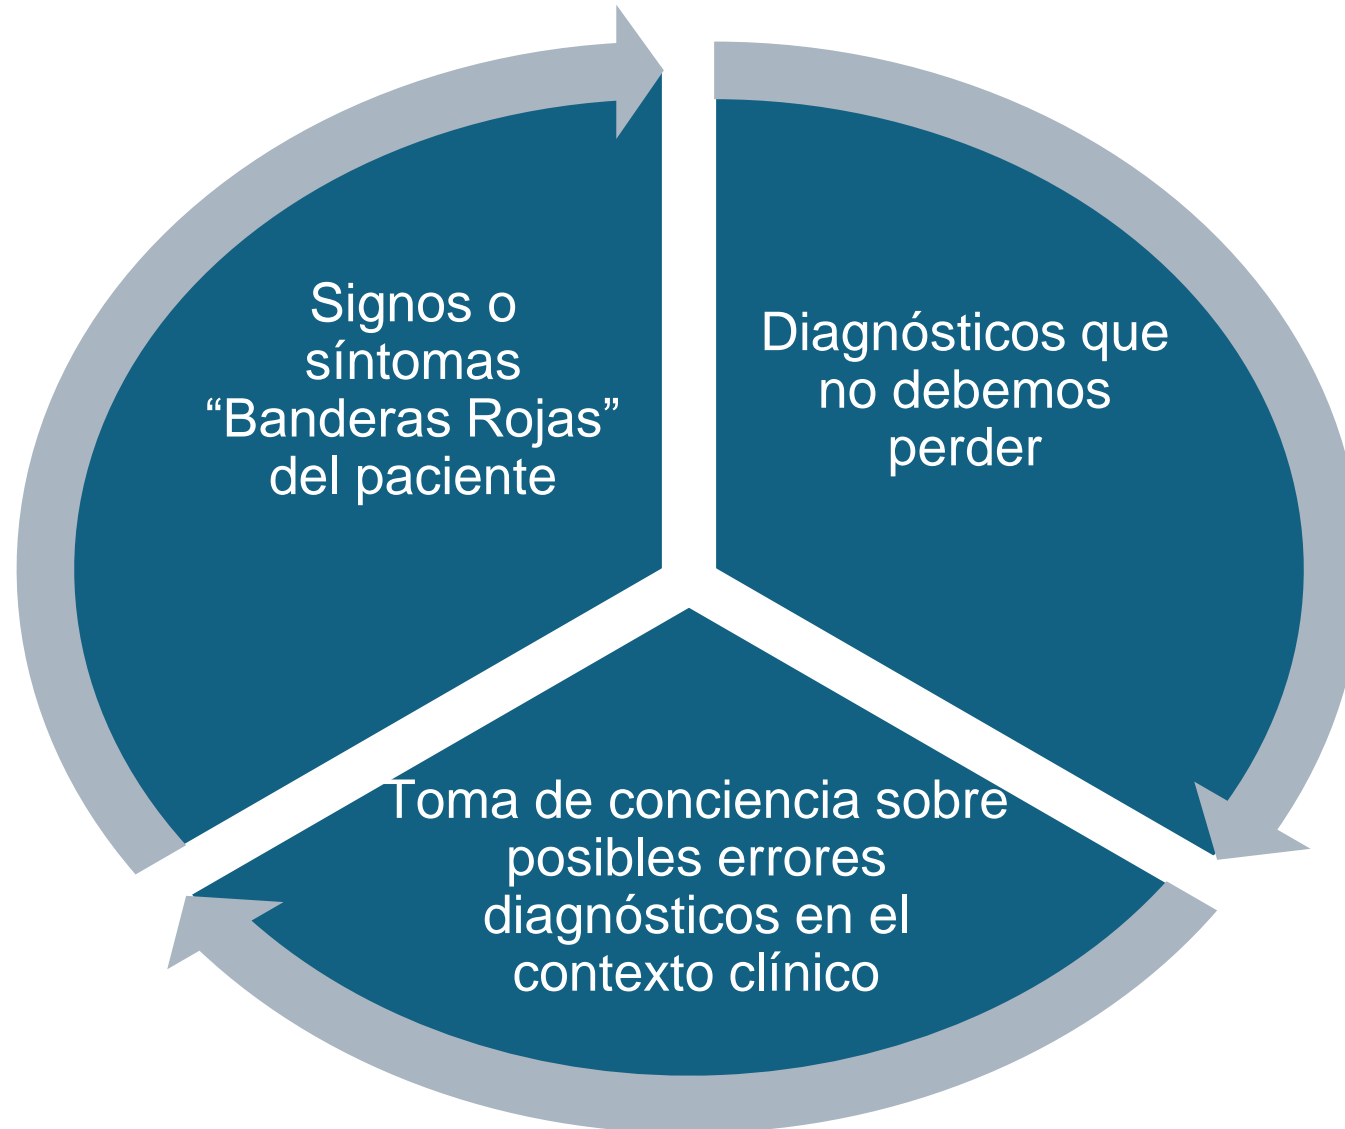 Signos o
síntomas
“Banderas Rojas”
del paciente
Diagnósticos que
no debemos
perder
Toma de conciencia sobre
posibles errores
diagnósticos en el
contexto clínico